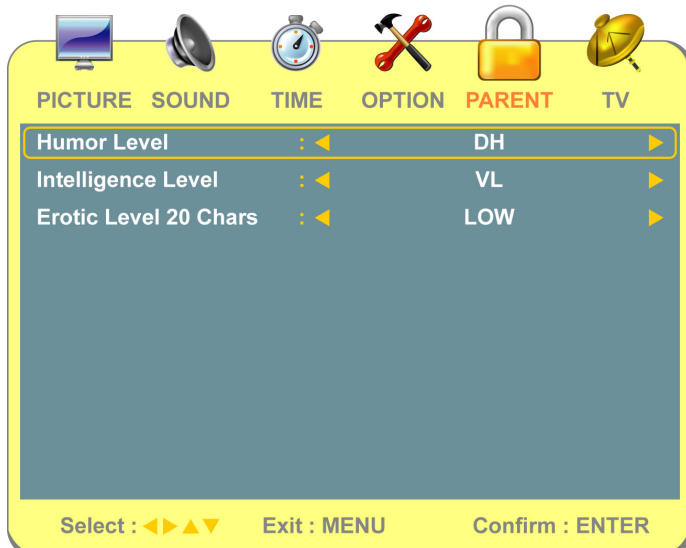 PICTURE SOUND TIME OPTION PARENT TV
Humor Level : DH
Intelligence Level : VL
Erotic Level 20 Chars : LOW
Select : Exit : MENU Confirm : ENTER